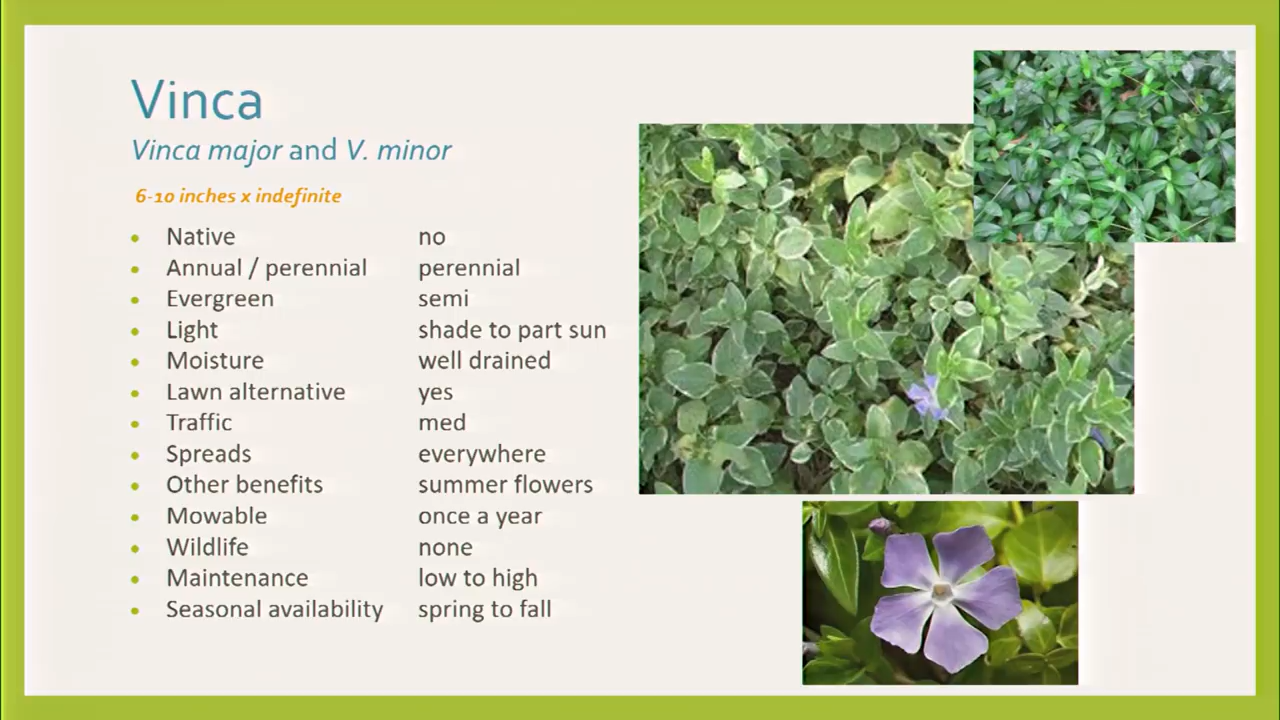 Vinca
Vinca major and V. minor
6-10 inches x indefinite
• Native no
• Annual / perennial perennial
• Evergreen semi
• Light shade to part sun
• Moisture well drained
• Lawn alternative yes
• Traffic med
• Spreads everywhere
• Other benefits summer flowers
• Mowable once a year
• Wildlife none
• Maintenance low to high
• Seasonal availability spring to fall